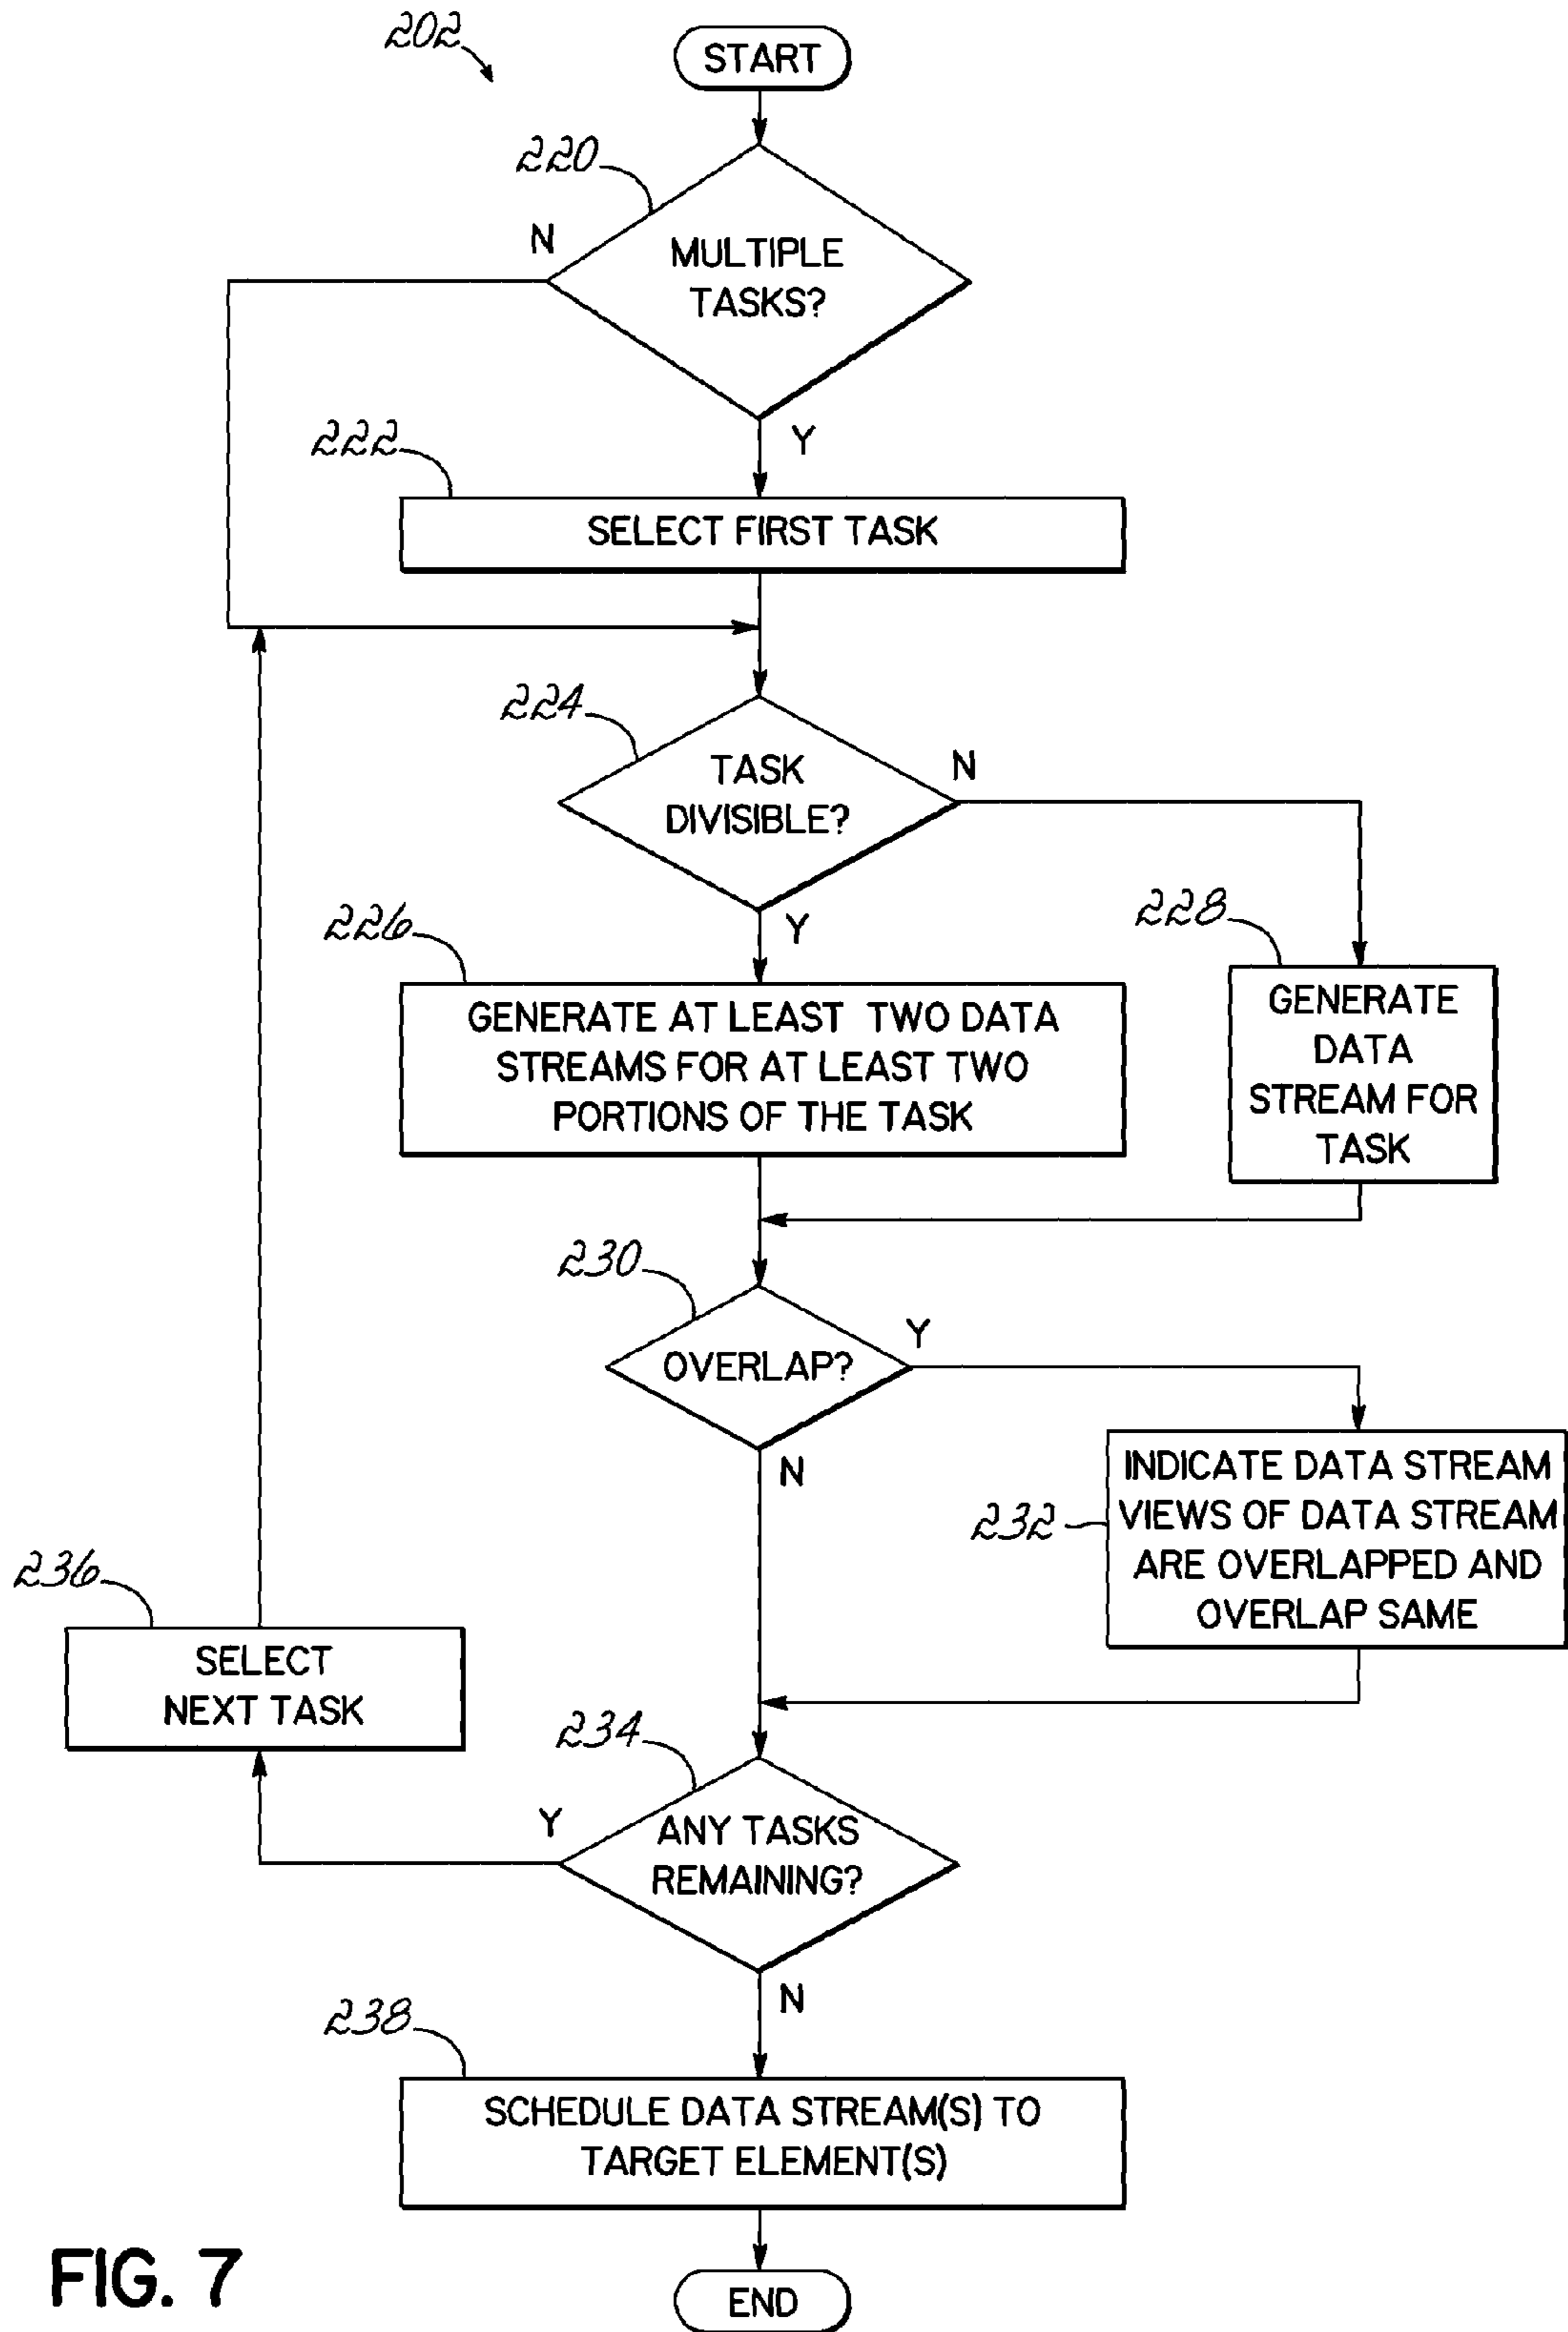 202
START
220
N
MULTIPLE
TASKS?
Y
222
SELECT FIRST TASK
224
TASK
DIVISIBLE?
N
Y
226
GENERATE AT LEAST TWO DATA
STREAMS FOR AT LEAST TWO
PORTIONS OF THE TASK
228
GENERATE
DATA
STREAM FOR
TASK
230
OVERLAP?
Y
N
232
INDICATE DATA STREAM
VIEWS OF DATA STREAM
ARE OVERLAPPED AND
OVERLAP SAME
236
SELECT
NEXT TASK
234
Y
ANY TASKS
REMAINING?
N
238
SCHEDULE DATA STREAM(S) TO
TARGET ELEMENT(S)
END
FIG. 7